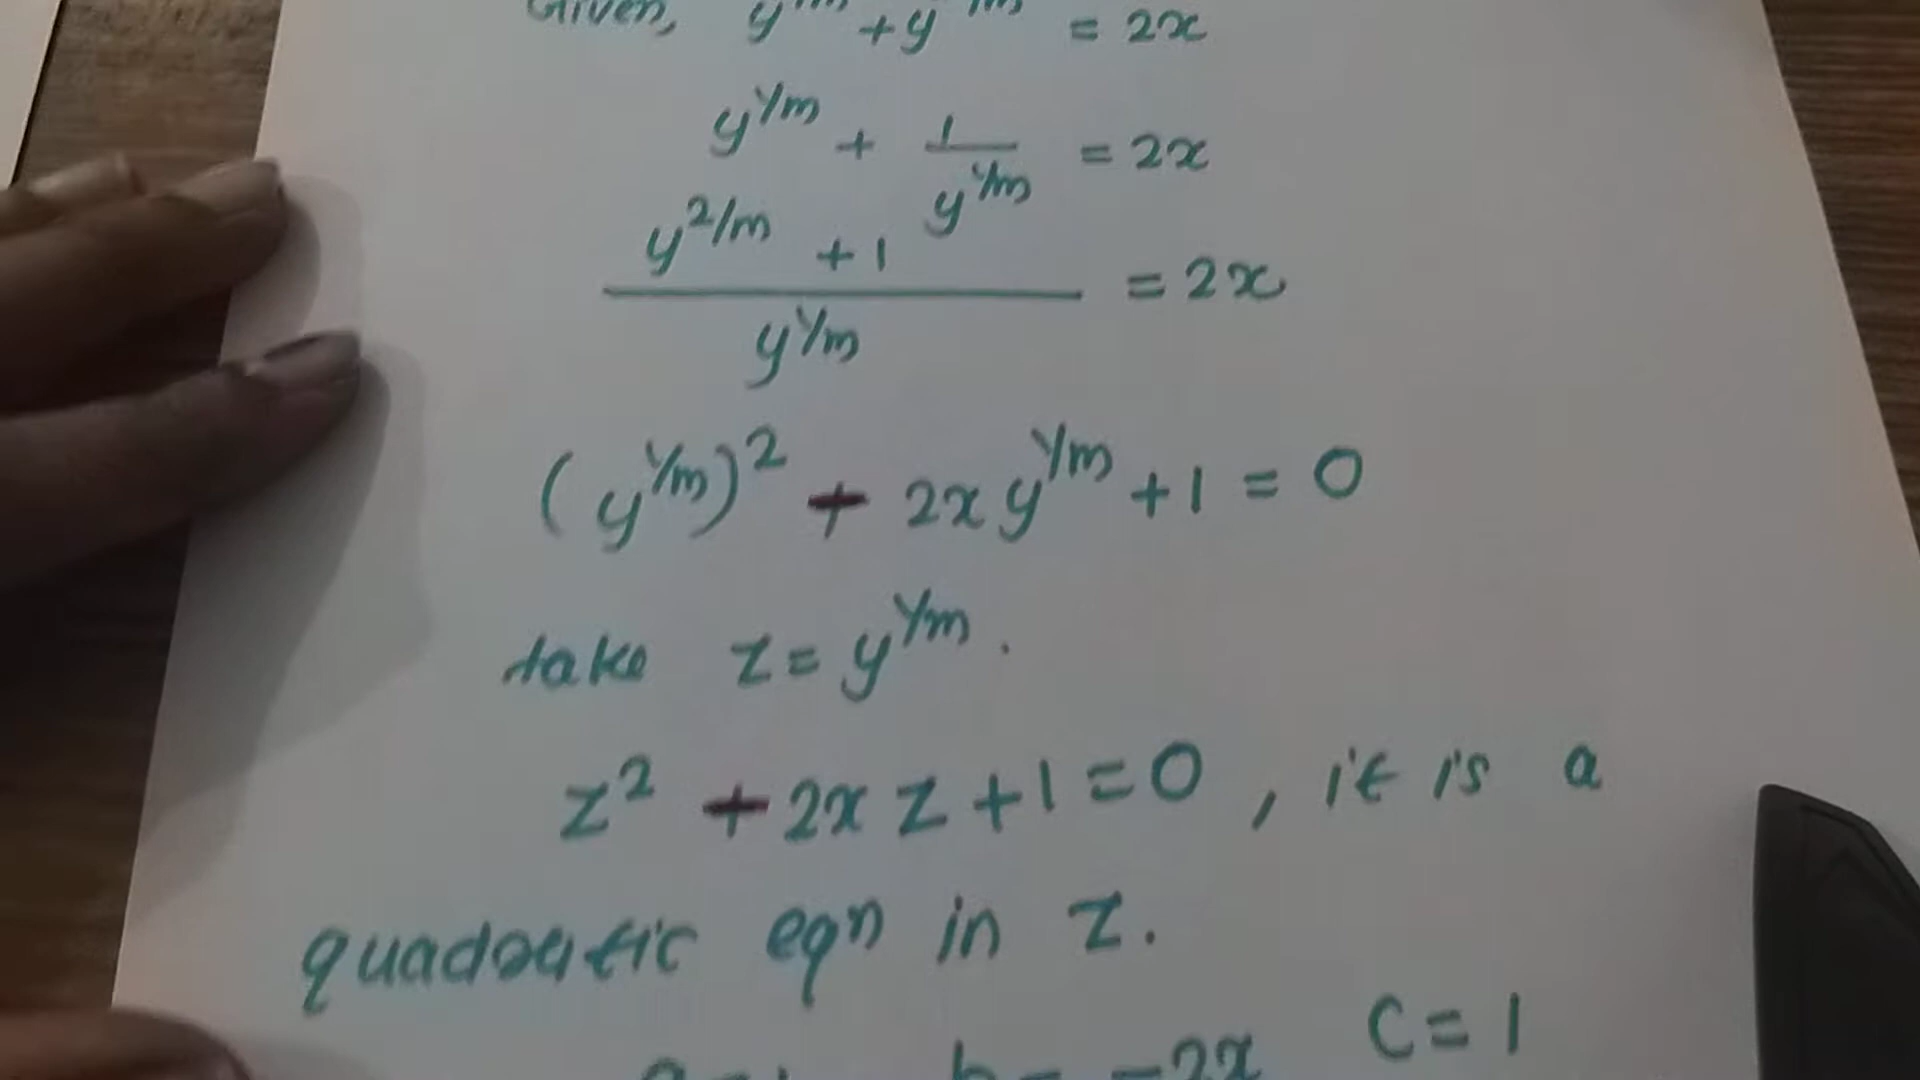 Given, y^1/m + y^-1/m = 2x
y^1/m + 1/y^1/m = 2x
y^2/m + 1 / y^1/m = 2x
(y^1/m)^2 + 2x y^1/m + 1 = 0
take z = y^1/m .
z^2 + 2x z + 1 = 0 , it is a
quadratic eqn in z.
a=1 b = -2x C = 1